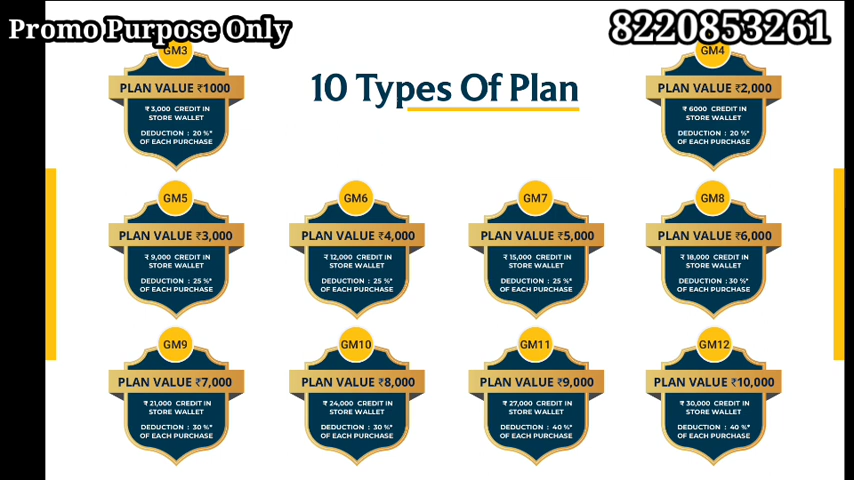 Promo Purpose Only
8220853261
10 Types Of Plan
GM3
PLAN VALUE ₹1000
₹ 3,000 CREDIT IN
STORE WALLET
DEDUCTION : 20 %*
OF EACH PURCHASE
GM4
PLAN VALUE ₹2,000
₹ 6000 CREDIT IN
STORE WALLET
DEDUCTION : 20 %*
OF EACH PURCHASE
GM5
PLAN VALUE ₹3,000
₹ 9,000 CREDIT IN
STORE WALLET
DEDUCTION : 25 %*
OF EACH PURCHASE
GM6
PLAN VALUE ₹4,000
₹ 12,000 CREDIT IN
STORE WALLET
DEDUCTION : 25 %*
OF EACH PURCHASE
GM7
PLAN VALUE ₹5,000
₹ 15,000 CREDIT IN
STORE WALLET
DEDUCTION : 25 %*
OF EACH PURCHASE
GM8
PLAN VALUE ₹6,000
₹ 18,000 CREDIT IN
STORE WALLET
DEDUCTION : 30 %*
OF EACH PURCHASE
GM9
PLAN VALUE ₹7,000
₹ 21,000 CREDIT IN
STORE WALLET
DEDUCTION : 30 %*
OF EACH PURCHASE
GM10
PLAN VALUE ₹8,000
₹ 24,000 CREDIT IN
STORE WALLET
DEDUCTION : 30 %*
OF EACH PURCHASE
GM11
PLAN VALUE ₹9,000
₹ 27,000 CREDIT IN
STORE WALLET
DEDUCTION : 40 %*
OF EACH PURCHASE
GM12
PLAN VALUE ₹10,000
₹ 30,000 CREDIT IN
STORE WALLET
DEDUCTION : 40 %*
OF EACH PURCHASE